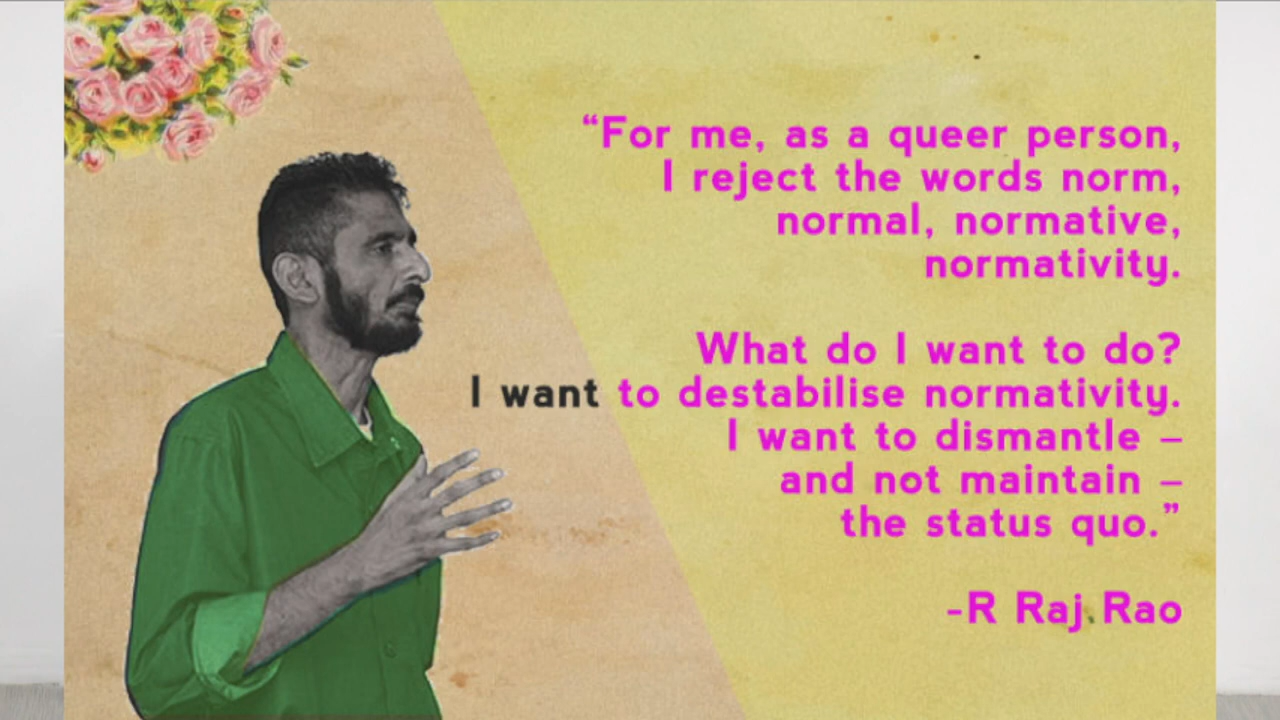 “For me, as a queer person,
I reject the words norm,
normal, normative,
normativity.
What do I want to do?
I want to destabilise normativity.
I want to dismantle –
and not maintain –
the status quo.”
-R Raj Rao